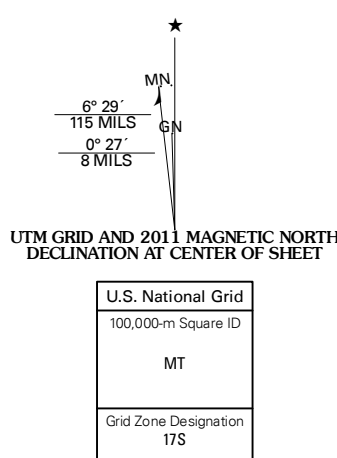 ★
MN
6° 29´
115 MILS
GN
0° 27´
8 MILS
UTM GRID AND 2011 MAGNETIC NORTH
DECLINATION AT CENTER OF SHEET
U.S. National Grid
100,000-m Square ID
MT
Grid Zone Designation
17S